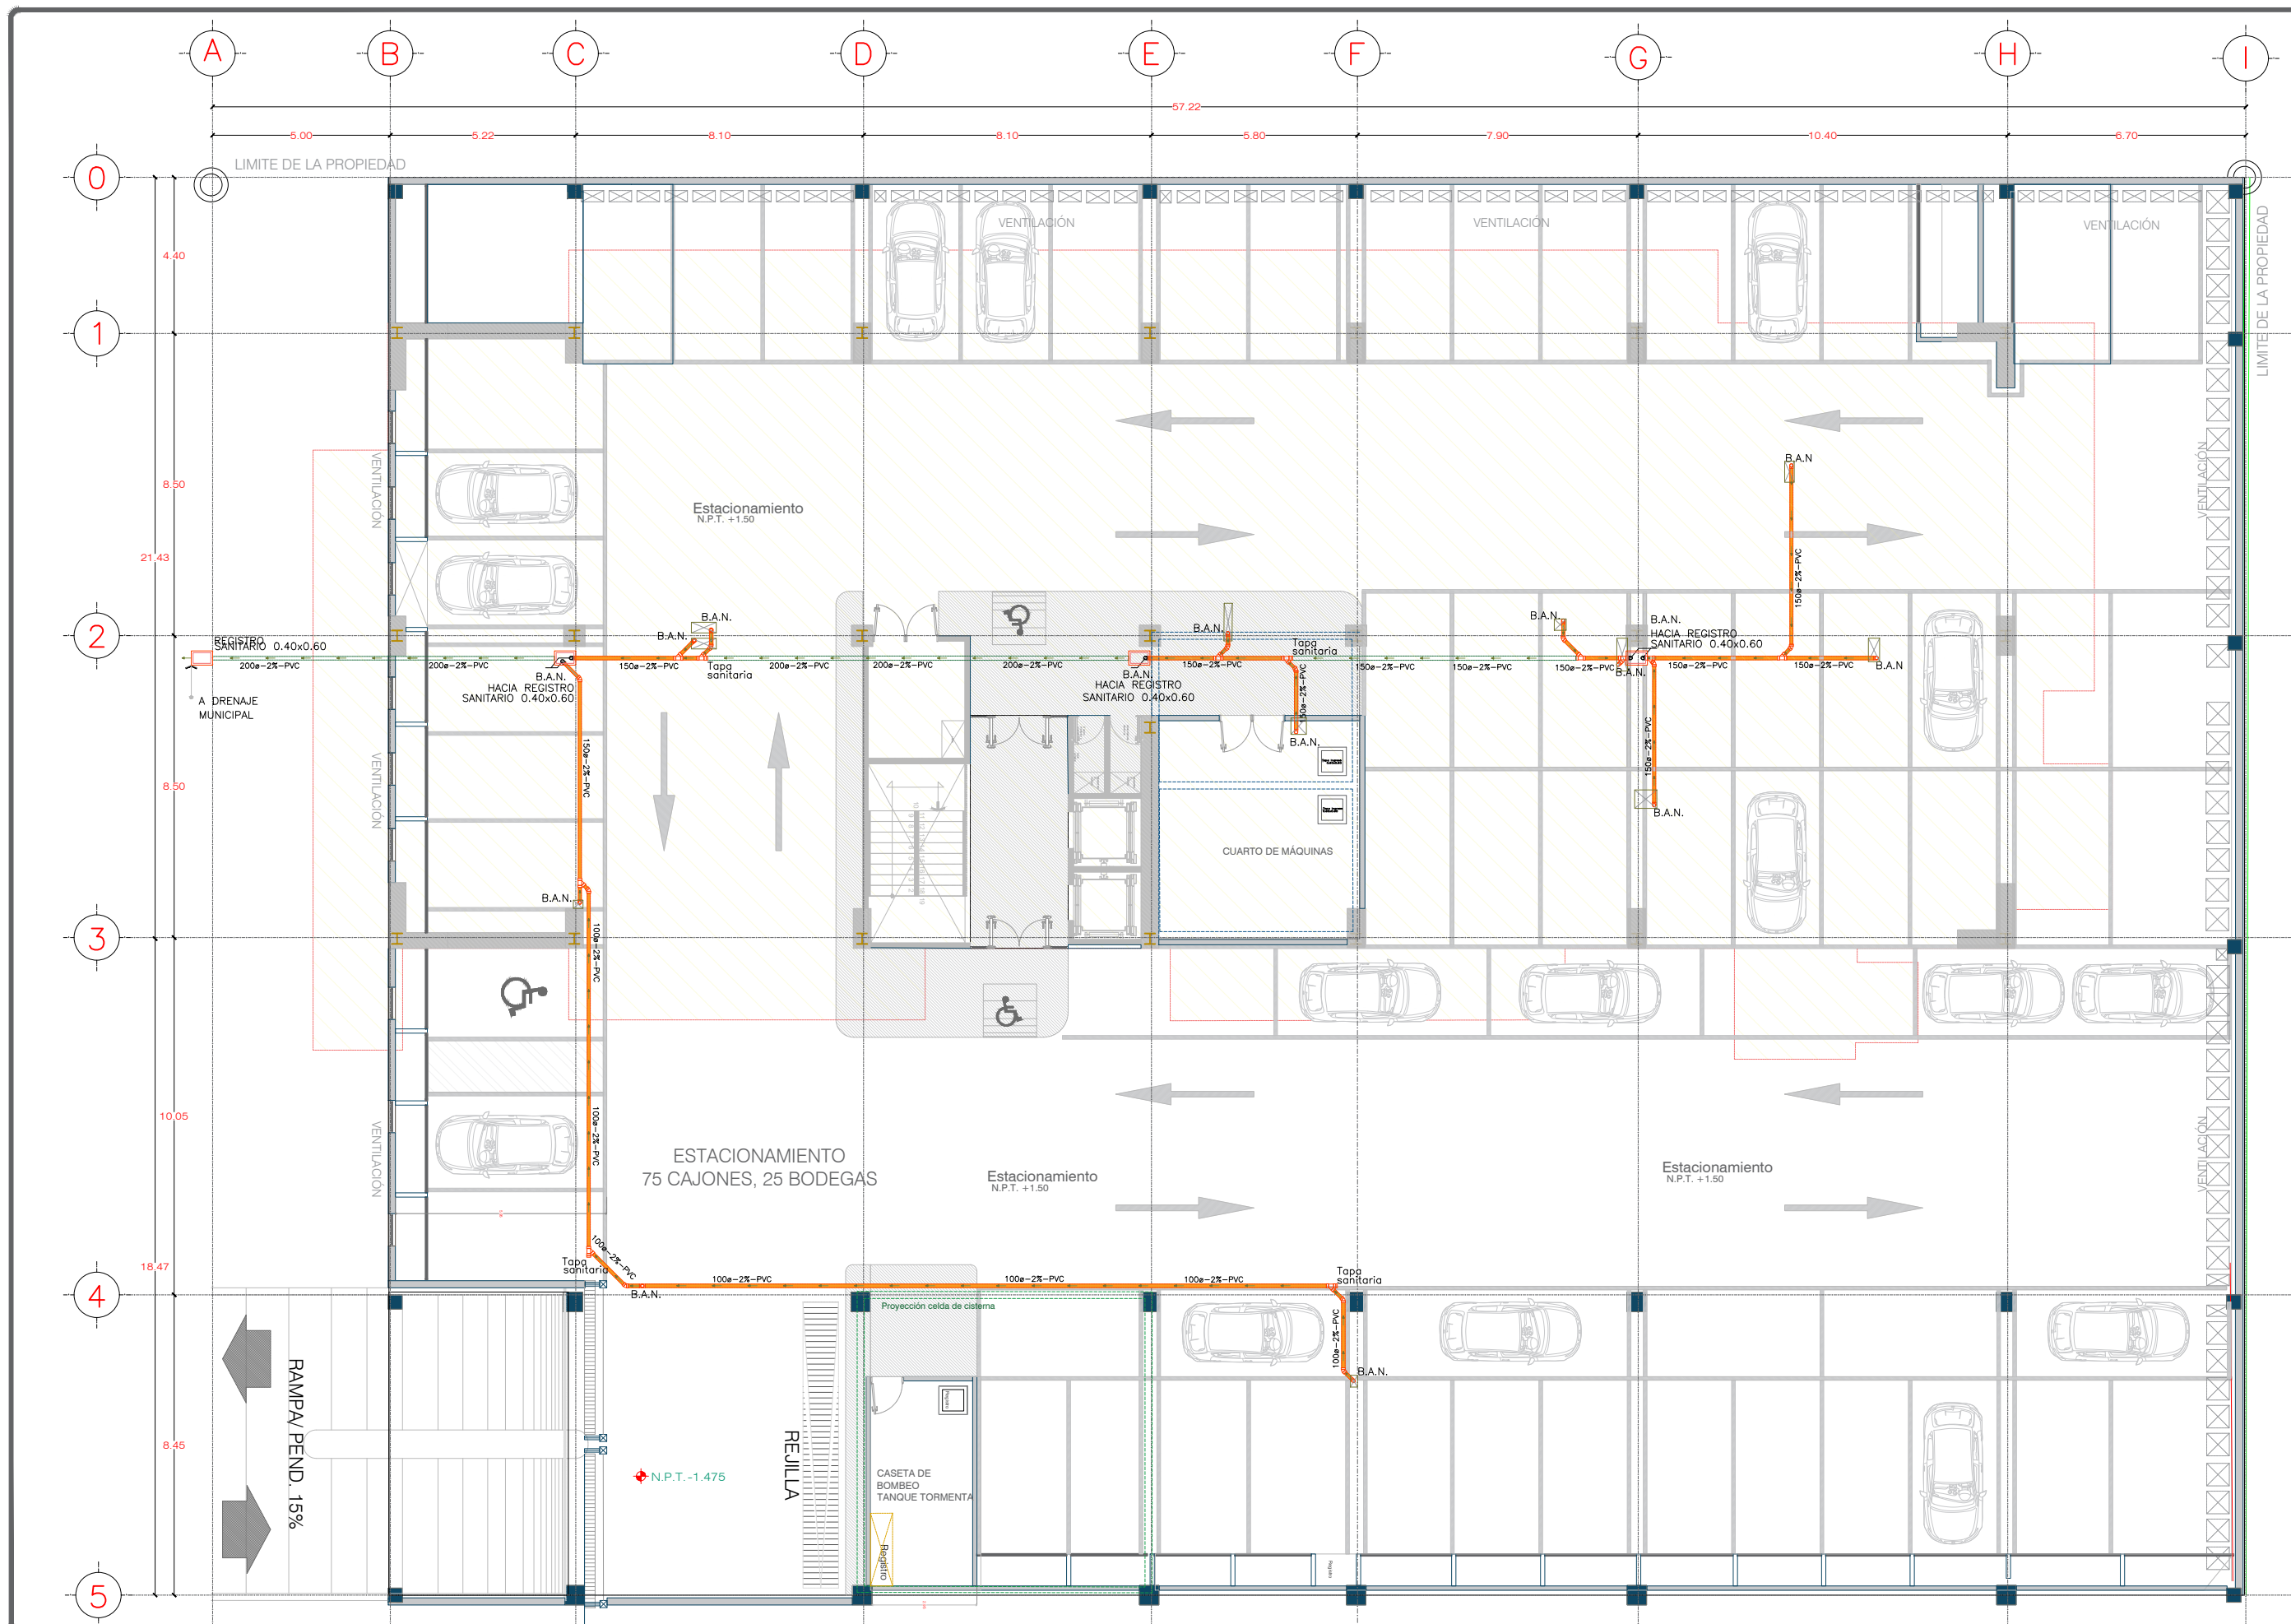 A B C D E F G H I
57.22
5.00 5.22 8.10 8.10 5.80 7.90 10.40 6.70
LIMITE DE LA PROPIEDAD
0
LIMITE DE LA PROPIEDAD
VENTILACIÓN
VENTILACIÓN
VENTILACIÓN
4.40
1
VENTILACIÓN
VENTILACIÓN
B.A.N
8.50
Estacionamiento
N.P.T. +1.50
21.43
150ø-2%-PVC
2
REGISTRO
SANITARIO 0.40x0.60
B.A.N.
B.A.N.
B.A.N.
Tapa
sanitaria
B.A.N.
B.A.N.
HACIA REGISTRO
SANITARIO 0.40x0.60
200ø-2%-PVC
200ø-2%-PVC
150ø-2%-PVC
Tapa
sanitaria
200ø-2%-PVC
200ø-2%-PVC
200ø-2%-PVC
150ø-2%-PVC
150ø-2%-PVC
150ø-2%-PVC
150ø-2%-PVC
150ø-2%-PVC
150ø-2%-PVC
B.A.N
B.A.N.
B.A.N.
HACIA REGISTRO
SANITARIO 0.40x0.60
B.A.N.
HACIA REGISTRO
SANITARIO 0.40x0.60
A DRENAJE
MUNICIPAL
150ø-2%-PVC
B.A.N.
150ø-2%-PVC
150ø-2%-PVC
B.A.N.
8.50
VENTILACIÓN
CUARTO DE MÁQUINAS
B.A.N.
3
100ø-2%-PVC
10.05
100ø-2%-PVC
VENTILACIÓN
VENTILACIÓN
ESTACIONAMIENTO
75 CAJONES, 25 BODEGAS
Estacionamiento
N.P.T. +1.50
Estacionamiento
N.P.T. +1.50
18.47
Tapa
sanitaria
100ø-2%-PVC
B.A.N.
100ø-2%-PVC
100ø-2%-PVC
100ø-2%-PVC
Tapa
sanitaria
4
Proyección celda de cisterna
100ø-2%-PVC
B.A.N.
RAMPA/ PEND. 15%
8.45
REJILLA
N.P.T. -1.475
CASETA DE
BOMBEO
TANQUE TORMENTA
Registro
Registro
Registro
5